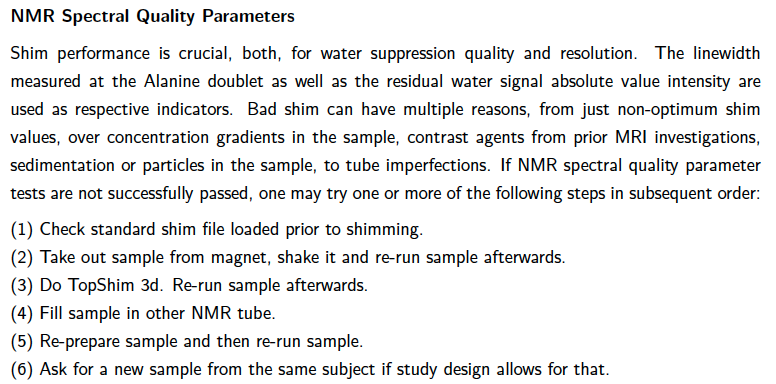 NMR Spectral Quality Parameters
Shim performance is crucial, both, for water suppression quality and resolution. The linewidth
measured at the Alanine doublet as well as the residual water signal absolute value intensity are
used as respective indicators. Bad shim can have multiple reasons, from just non-optimum shim
values, over concentration gradients in the sample, contrast agents from prior MRI investigations,
sedimentation or particles in the sample, to tube imperfections. If NMR spectral quality parameter
tests are not successfully passed, one may try one or more of the following steps in subsequent order:
(1) Check standard shim file loaded prior to shimming.
(2) Take out sample from magnet, shake it and re-run sample afterwards.
(3) Do TopShim 3d. Re-run sample afterwards.
(4) Fill sample in other NMR tube.
(5) Re-prepare sample and then re-run sample.
(6) Ask for a new sample from the same subject if study design allows for that.